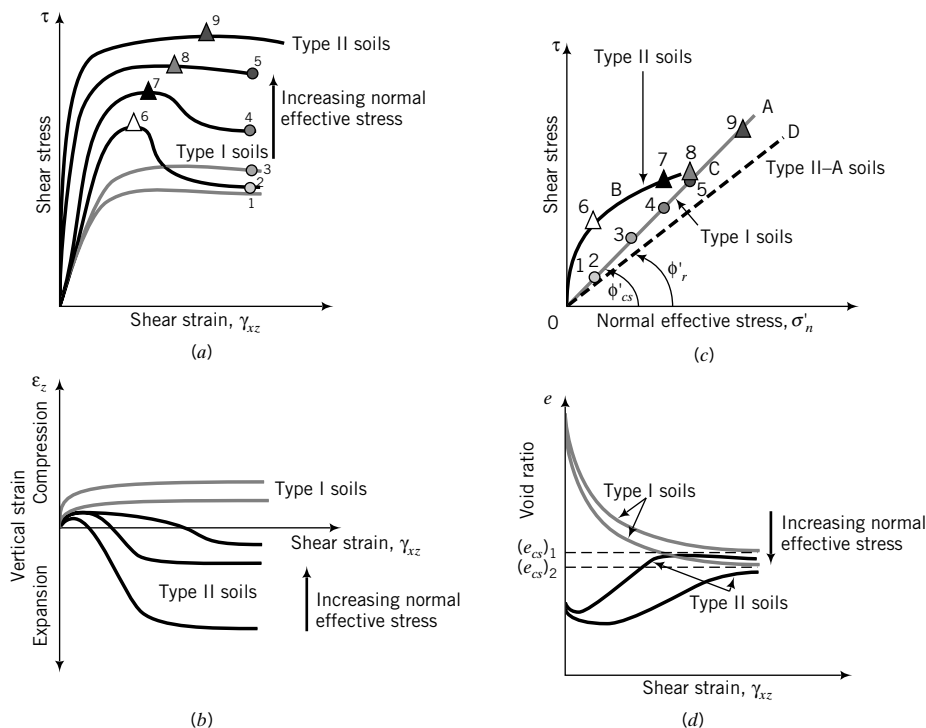 τ
Shear stress
9
Type II soils
8
5
7
Increasing normal
effective stress
6
4
Type I soils
3
2
1
Shear strain, γxz
(a)
τ
Shear stress
Type II
soils
A
9
D
7
8
C
Type II–A soils
B
5
6
4
Type I soils
3
1
2
ϕ'r
ϕ'cs
0
Normal effective stress, σ'n
(c)
εz
Compression
Vertical strain
Expansion
Type I soils
Shear strain, γxz
Type II soils
Increasing normal
effective stress
(b)
e
Void ratio
Type I soils
(ecs)1
(ecs)2
Increasing normal
effective stress
Type II soils
Shear strain, γxz
(d)